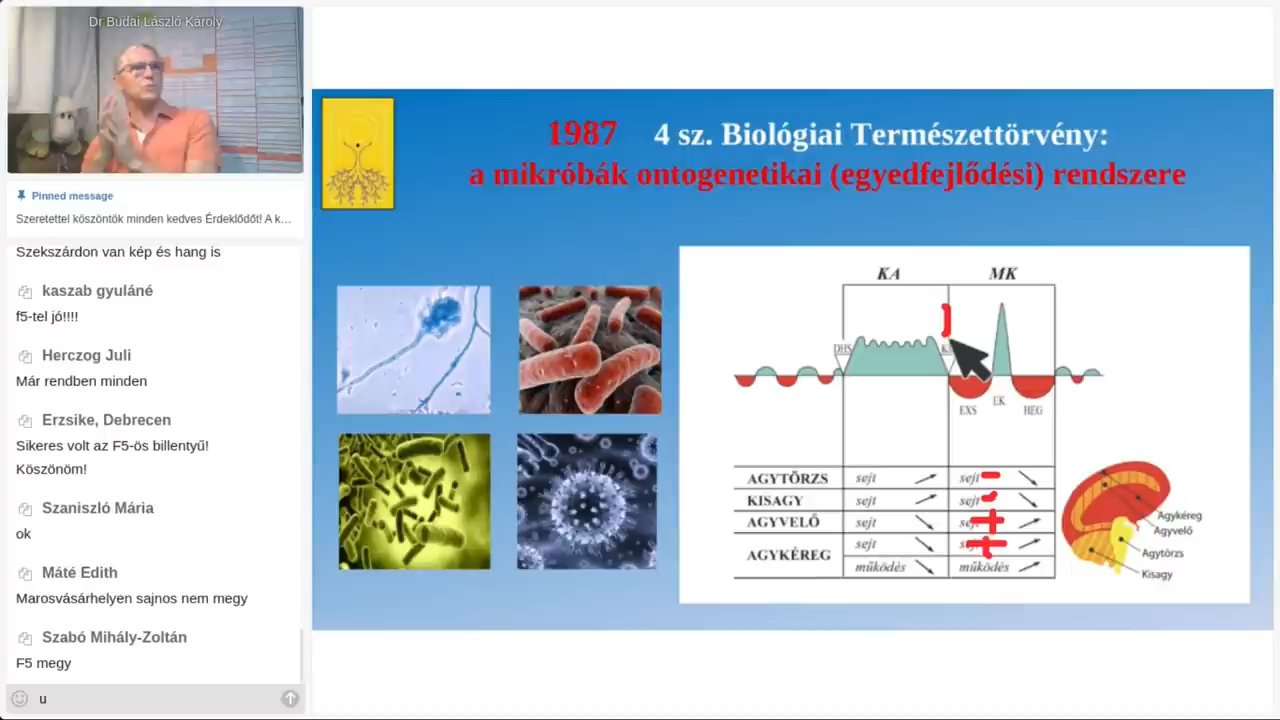 Dr Budai László Károly
Pinned message
Szeretettel köszöntök minden kedves Érdeklődőt! A k…
Szekszárdon van kép és hang is
kaszab gyuláné
f5-tel jó!!!!
Herczog Juli
Már rendben minden
Erzsike, Debrecen
Sikeres volt az F5-ös billentyű!
Köszönöm!
Szaniszló Mária
ok
Máté Edith
Marosvásárhelyen sajnos nem megy
Szabó Mihály-Zoltán
F5 megy
u
1987 4 sz. Biológiai Természettörvény:
a mikróbák ontogenetikai (egyedfejlődési) rendszere
KA MK
DHS
EXS EK HEG
AGYTŐRZS sejt sejt
KISAGY sejt sejt
AGYVELŐ sejt
AGYKÉREG sejt
működés működés
Agykéreg
Agyvelő
Agytörzs
Kisagy